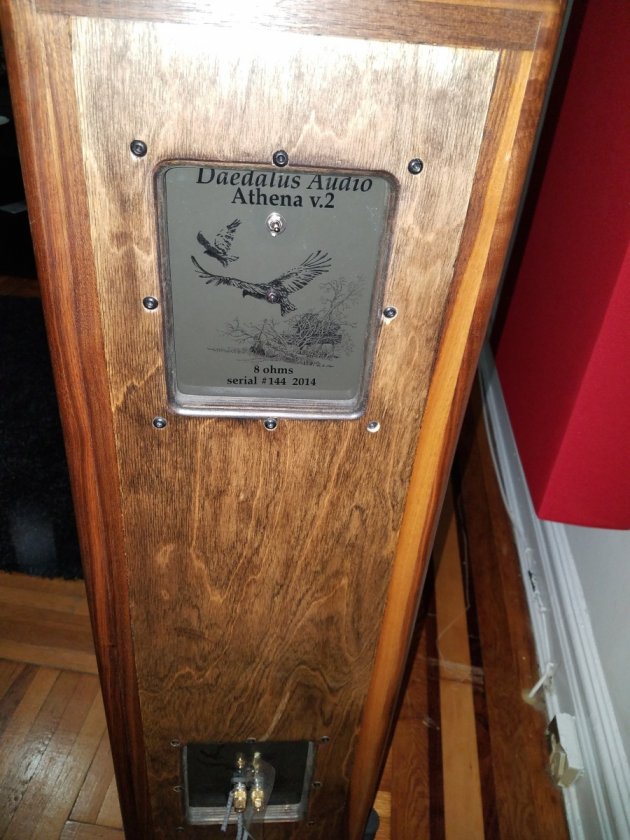 Daedalus Audio
Athena v.2
8 ohms
serial #144 2014